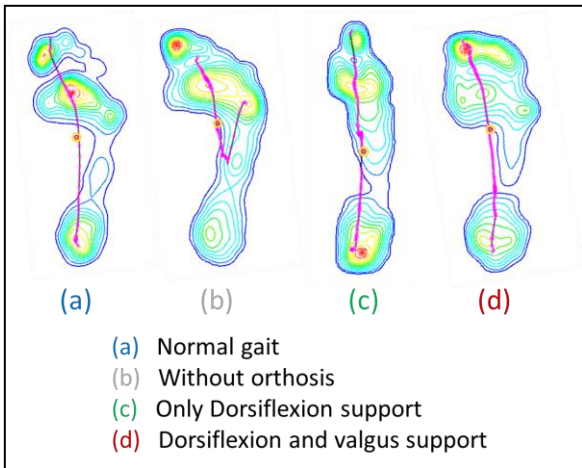 (a) (b) (c) (d)
(a) Normal gait
(b) Without orthosis
(c) Only Dorsiflexion support
(d) Dorsiflexion and valgus support